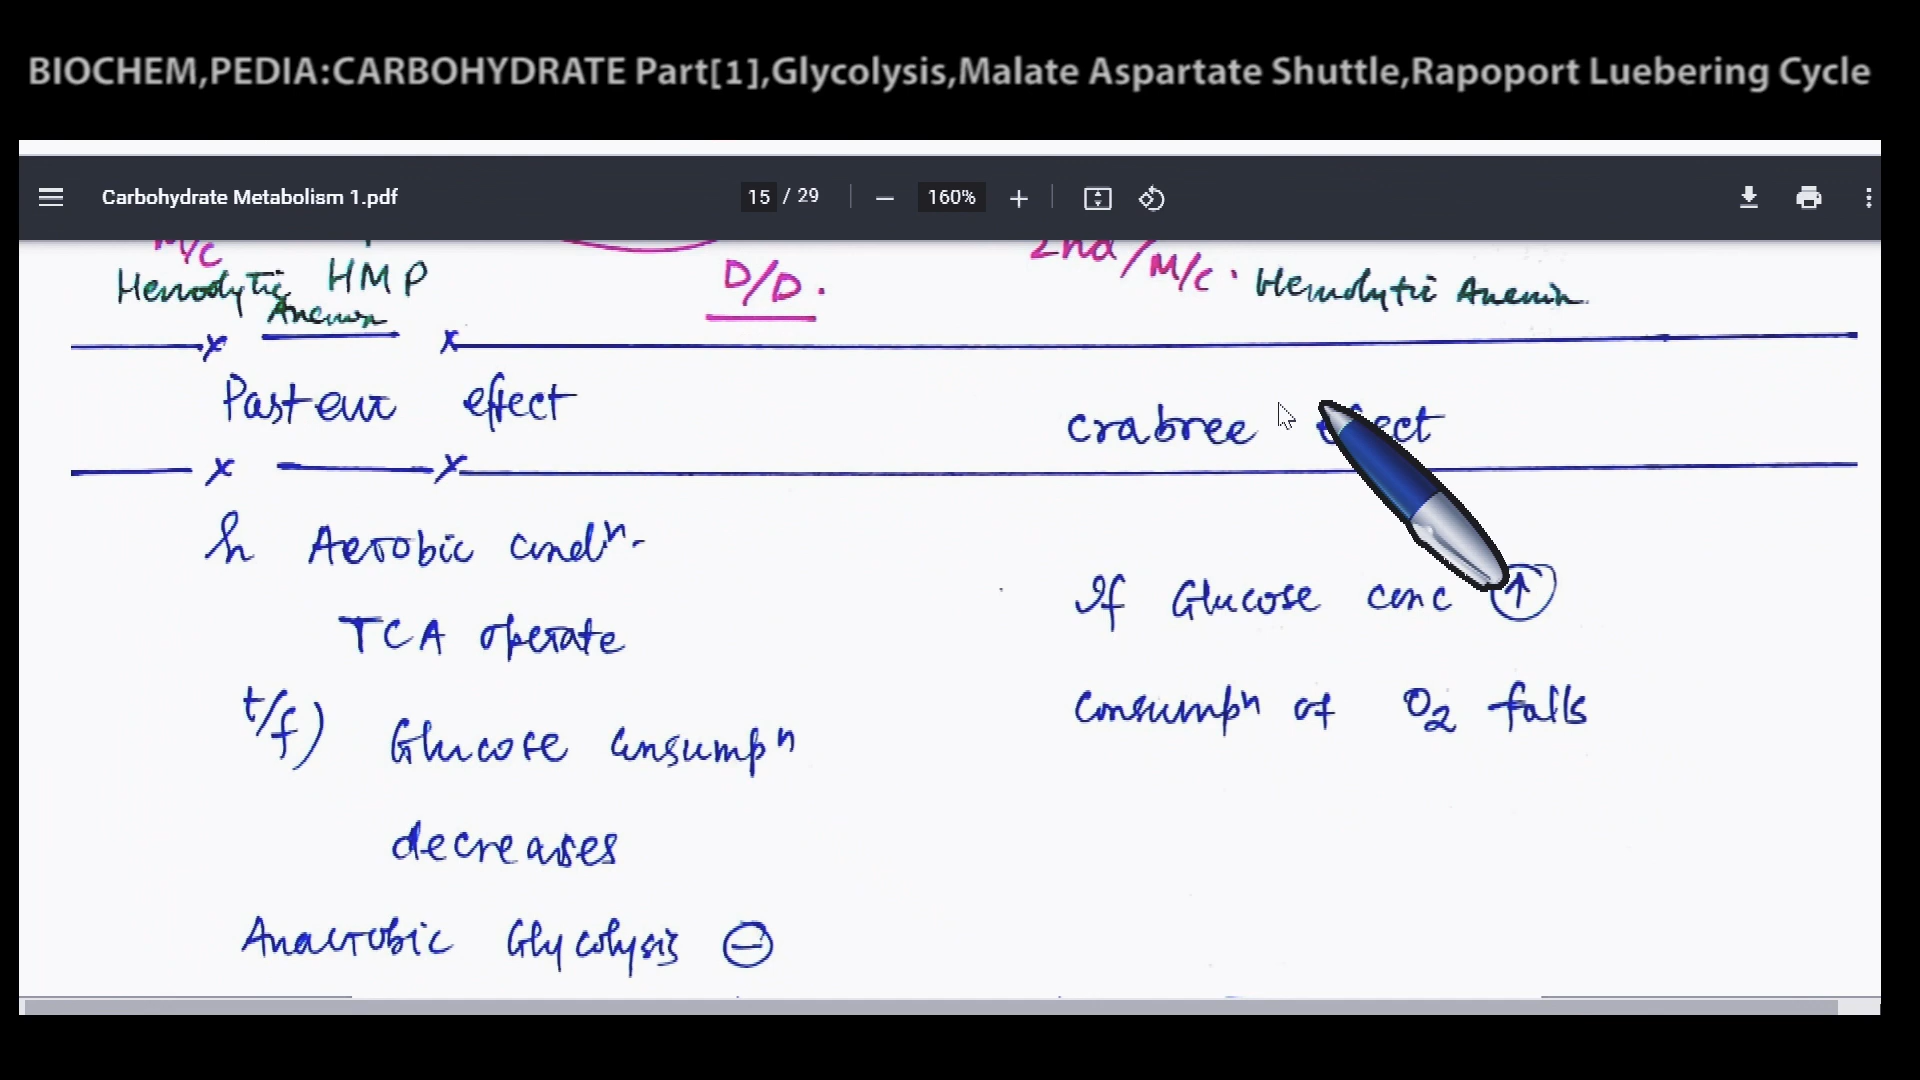 BIOCHEM,PEDIA:CARBOHYDRATE Part[1],Glycolysis,Malate Aspartate Shuttle,Rapoport Luebering Cycle
Carbohydrate Metabolism 1.pdf
15 / 29
160%
M/C
Hemolytic Anemia
HMP
D/D.
2nd/M/C. Hemolytic Anemia
Pasteur effect
Crabree effect
In Aerobic condn.
TCA operate
t/f) Glucose consumpn
decreases
Anaerobic Glycolysis ⊖
If Glucose conc ↑
Consumpn of O2 falls